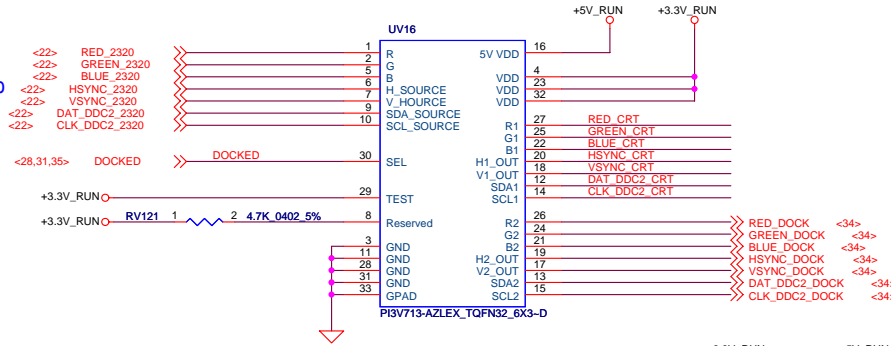 +5V_RUN +3.3V_RUN
UV16
<22> RED_2320 1 R 5V VDD 16
<22> GREEN_2320 2 G
<22> BLUE_2320 5 B VDD 4
<22> HSYNC_2320 6 H_SOURCE VDD 23
<22> VSYNC_2320 7 V_HOURCE VDD 32
<22> DAT_DDC2_2320 9 SDA_SOURCE
<22> CLK_DDC2_2320 10 SCL_SOURCE
R1 27 RED_CRT
G1 25 GREEN_CRT
B1 22 BLUE_CRT
<28,31,35> DOCKED DOCKED 30 SEL H1_OUT 20 HSYNC_CRT
V1_OUT 18 VSYNC_CRT
SDA1 12 DAT_DDC2_CRT
+3.3V_RUN 29 TEST SCL1 14 CLK_DDC2_CRT
+3.3V_RUN RV121 1 2 4.7K_0402_5% 8 Reserved R2 26 RED_DOCK <34>
G2 24 GREEN_DOCK <34>
3 GND B2 21 BLUE_DOCK <34>
11 GND H2_OUT 19 HSYNC_DOCK <34>
28 GND V2_OUT 17 VSYNC_DOCK <34>
31 GND SDA2 13 DAT_DDC2_DOCK <34>
33 GPAD SCL2 15 CLK_DDC2_DOCK <34>
PI3V713-AZLEX_TQFN32_6X3~D